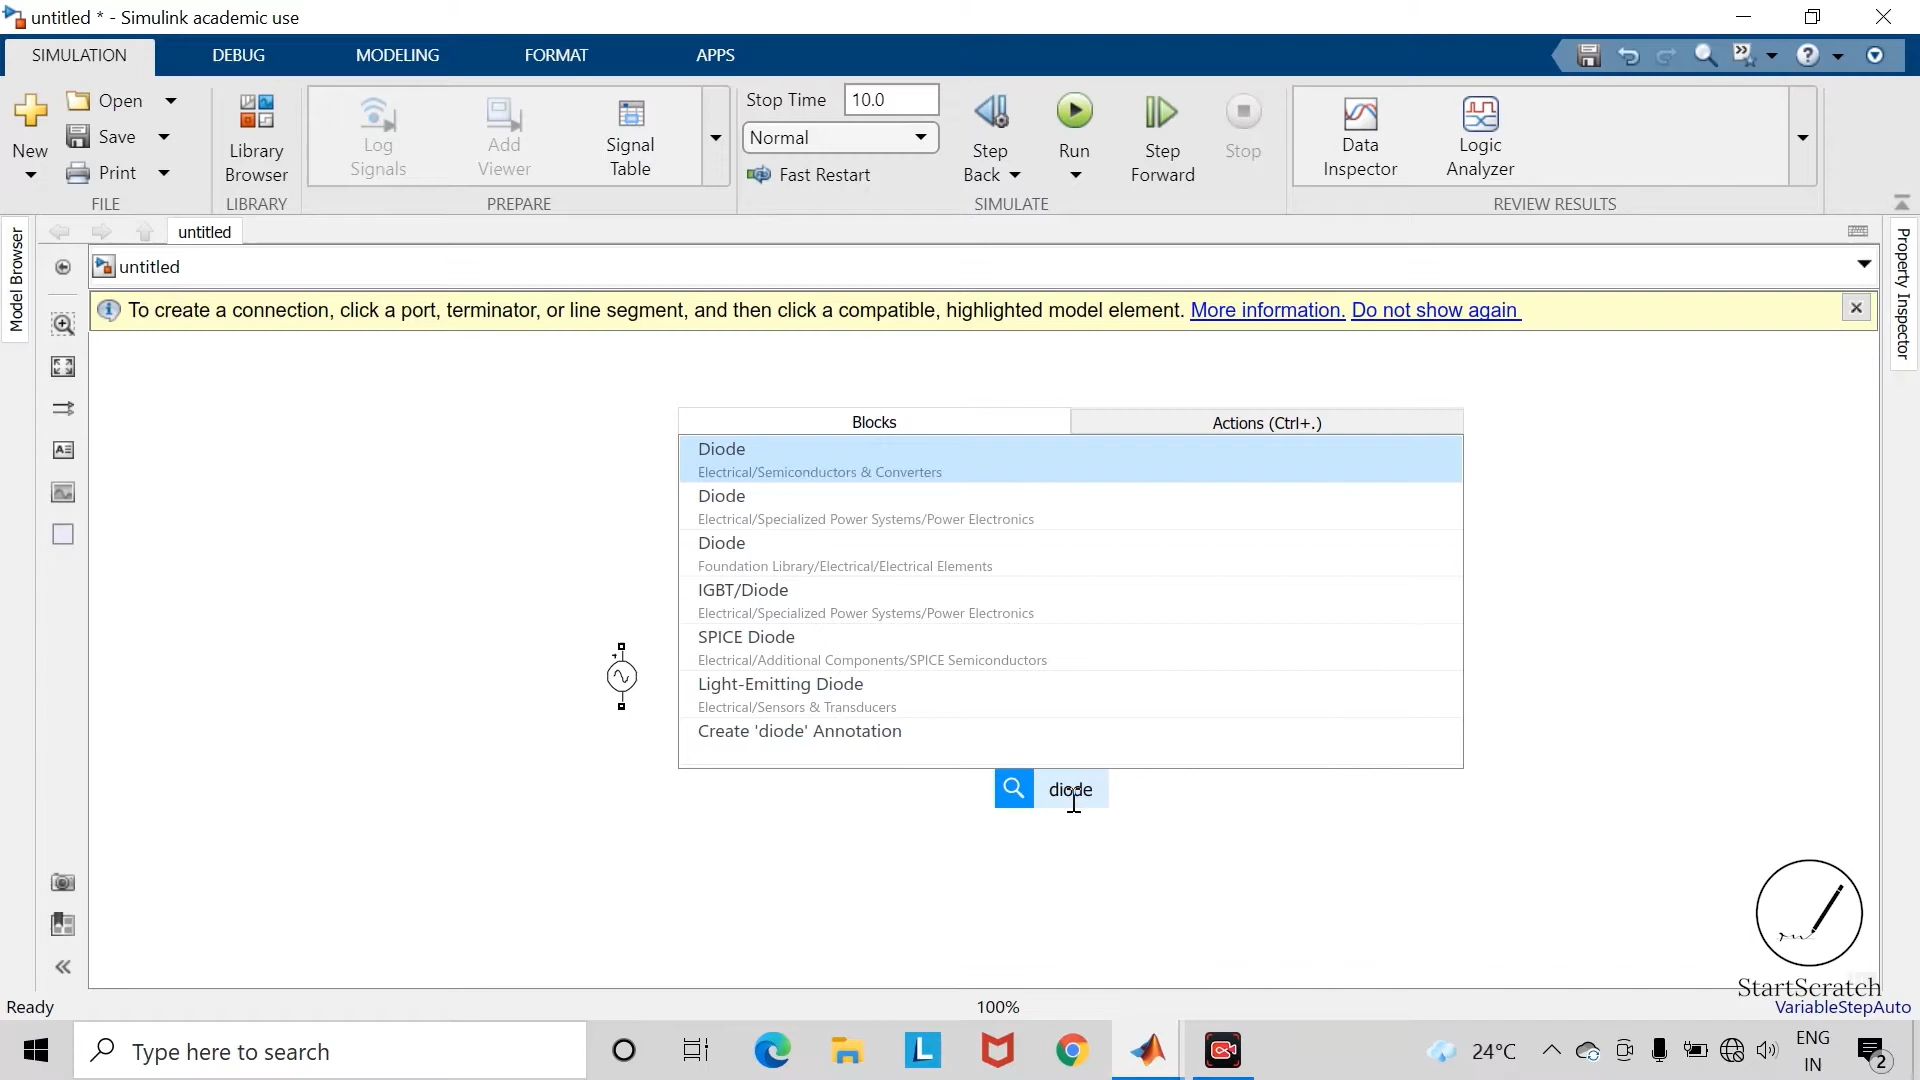 untitled * - Simulink academic use
SIMULATION
DEBUG
MODELING
FORMAT
APPS
New
Open
Save
Print
FILE
Library
Browser
LIBRARY
Log
Signals
Add
Viewer
Signal
Table
PREPARE
Stop Time
10.0
Normal
Fast Restart
Step
Back
Run
Step
Forward
Stop
SIMULATE
Data
Inspector
Logic
Analyzer
REVIEW RESULTS
Model Browser
untitled
Property Inspector
untitled
To create a connection, click a port, terminator, or line segment, and then click a compatible, highlighted model element. More information. Do not show again
Blocks
Actions (Ctrl+.)
Diode
Electrical/Semiconductors & Converters
Diode
Electrical/Specialized Power Systems/Power Electronics
Diode
Foundation Library/Electrical/Electrical Elements
IGBT/Diode
Electrical/Specialized Power Systems/Power Electronics
SPICE Diode
Electrical/Additional Components/SPICE Semiconductors
Light-Emitting Diode
Electrical/Sensors & Transducers
Create 'diode' Annotation
diode
StartScratch
Ready
100%
VariableStepAuto
Type here to search
24°C
ENG
IN
2